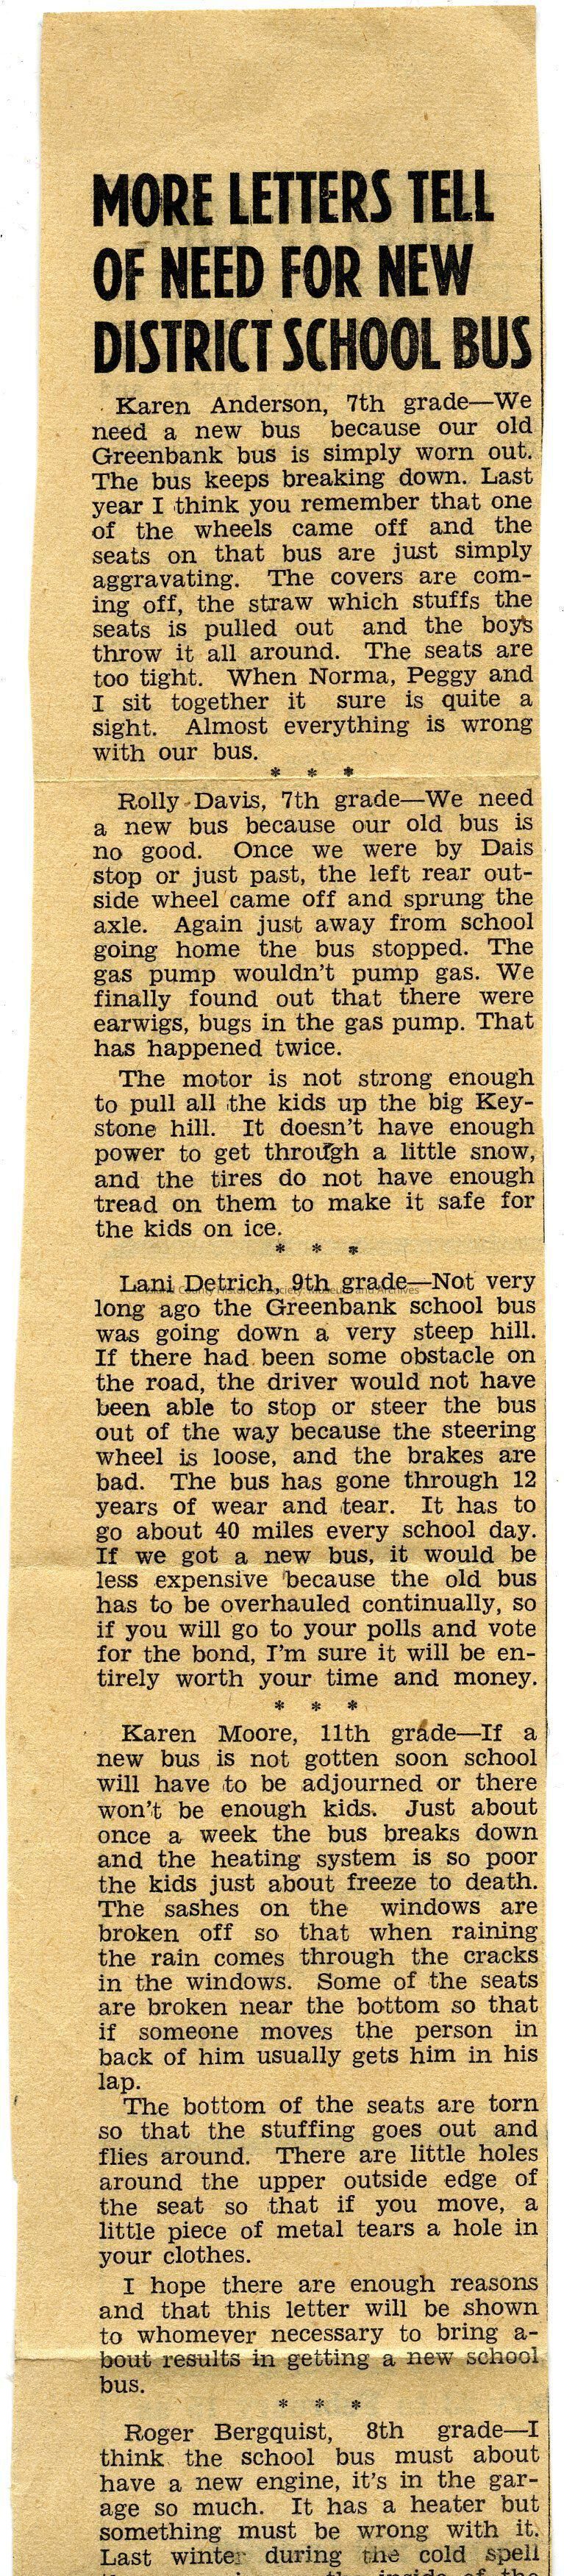 MORE LETTERS TELL
OF NEED FOR NEW
DISTRICT SCHOOL BUS
Karen Anderson, 7th grade—We
need a new bus because our old
Greenbank bus is simply worn out.
The bus keeps breaking down. Last
year I think you remember that one
of the wheels came off and the
seats on that bus are just simply
aggravating. The covers are com-
ing off, the straw which stuffs the
seats is pulled out and the boys
throw it all around. The seats are
too tight. When Norma, Peggy and
I sit together it sure is quite a
sight. Almost everything is wrong
with our bus.
* * *
Rolly Davis, 7th grade—We need
a new bus because our old bus is
no good. Once we were by Dais
stop or just past, the left rear out-
side wheel came off and sprung the
axle. Again just away from school
going home the bus stopped. The
gas pump wouldn't pump gas. We
finally found out that there were
earwigs, bugs in the gas pump. That
has happened twice.
The motor is not strong enough
to pull all the kids up the big Key-
stone hill. It doesn't have enough
power to get through a little snow,
and the tires do not have enough
tread on them to make it safe for
the kids on ice.
* * *
Lani Detrich, 9th grade—Not very
long ago the Greenbank school bus
was going down a very steep hill.
If there had been some obstacle on
the road, the driver would not have
been able to stop or steer the bus
out of the way because the steering
wheel is loose, and the brakes are
bad. The bus has gone through 12
years of wear and tear. It has to
go about 40 miles every school day.
If we got a new bus, it would be
less expensive because the old bus
has to be overhauled continually, so
if you will go to your polls and vote
for the bond, I'm sure it will be en-
tirely worth your time and money.
* * *
Karen Moore, 11th grade—If a
new bus is not gotten soon school
will have to be adjourned or there
won't be enough kids. Just about
once a week the bus breaks down
and the heating system is so poor
the kids just about freeze to death.
The sashes on the windows are
broken off so that when raining
the rain comes through the cracks
in the windows. Some of the seats
are broken near the bottom so that
if someone moves the person in
back of him usually gets him in his
lap.
The bottom of the seats are torn
so that the stuffing goes out and
flies around. There are little holes
around the upper outside edge of
the seat so that if you move, a
little piece of metal tears a hole in
your clothes.
I hope there are enough reasons
and that this letter will be shown
to whomever necessary to bring a-
bout results in getting a new school
bus.
* * *
Roger Bergquist, 8th grade—I
think the school bus must about
have a new engine, it's in the gar-
age so much. It has a heater but
something must be wrong with it.
Last winter during the cold spell